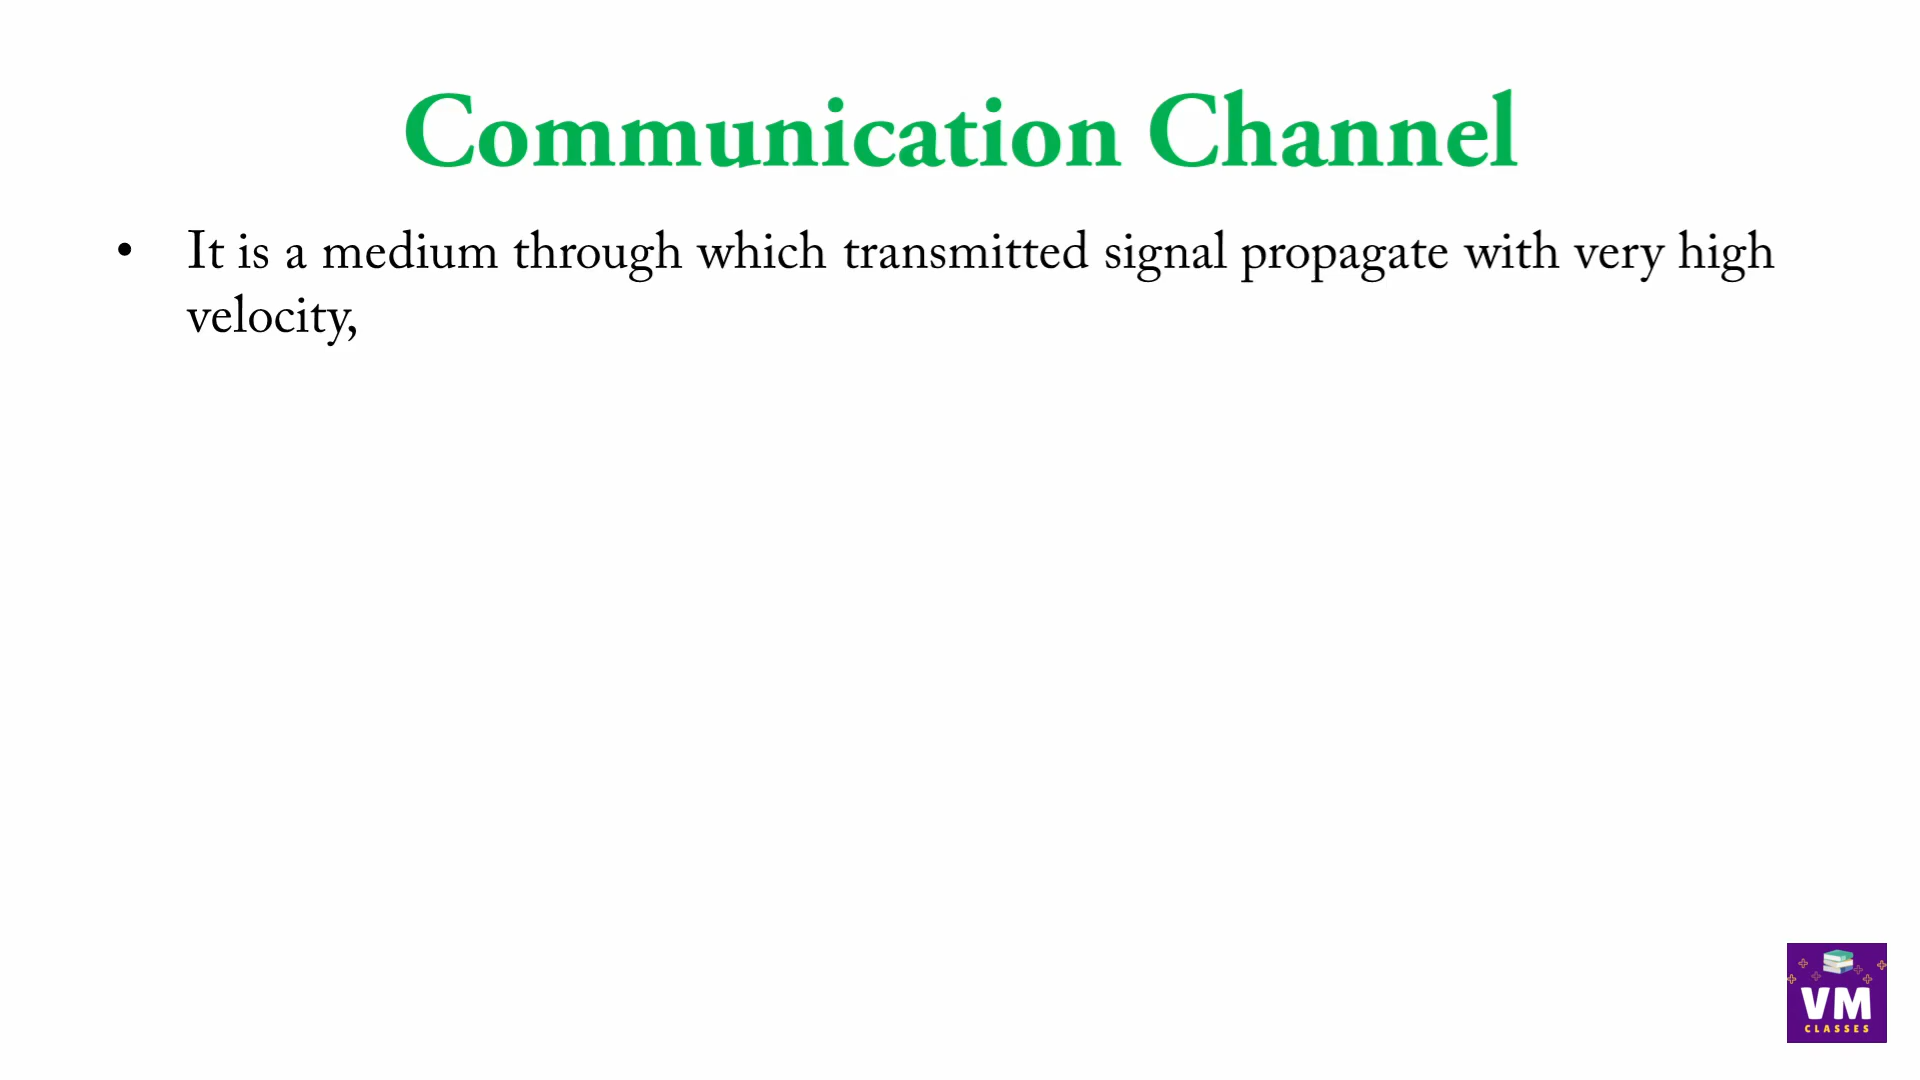 Communication Channel
• It is a medium through which transmitted signal propagate with very high
velocity,
VM
CLASSES